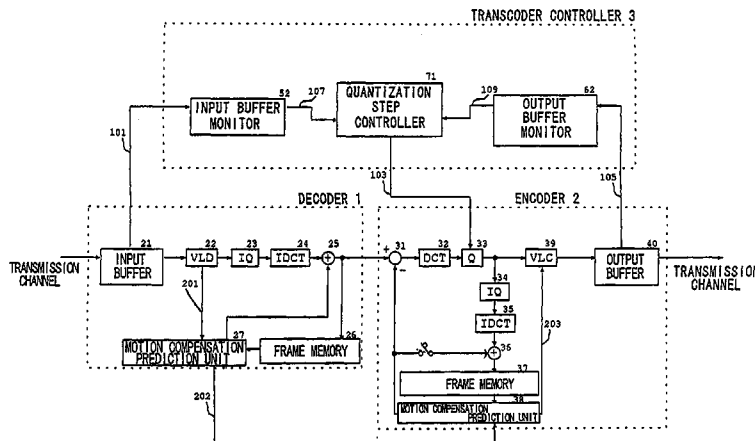 TRANSCODER CONTROLLER 3
52
INPUT BUFFER
MONITOR
107
71
QUANTIZATION
STEP
CONTROLLER
109
62
OUTPUT
BUFFER
MONITOR
101
103
105
DECODER 1
ENCODER 2
TRANSMISSION
CHANNEL
21
INPUT
BUFFER
22
VLD
23
IQ
24
IDCT
25
+
+
31
-
32
DCT
33
Q
39
VLC
40
OUTPUT
BUFFER
TRANSMISSION
CHANNEL
201
34
IQ
35
IDCT
203
27
MOTION COMPENSATION
PREDICTION UNIT
26
FRAME MEMORY
36
+
37
FRAME MEMORY
38
MOTION COMPENSATION
PREDICTION UNIT
202